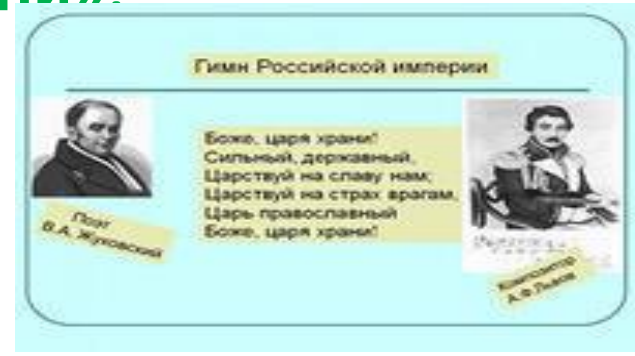 Гимн Российской империи
Боже, царя храни!
Сильный, державный,
Царствуй на славу нам;
Царствуй на страх врагам,
Царь православный
Боже, царя храни!
Поэт
В.А. Жуковский
Композитор
А.Ф.Львов